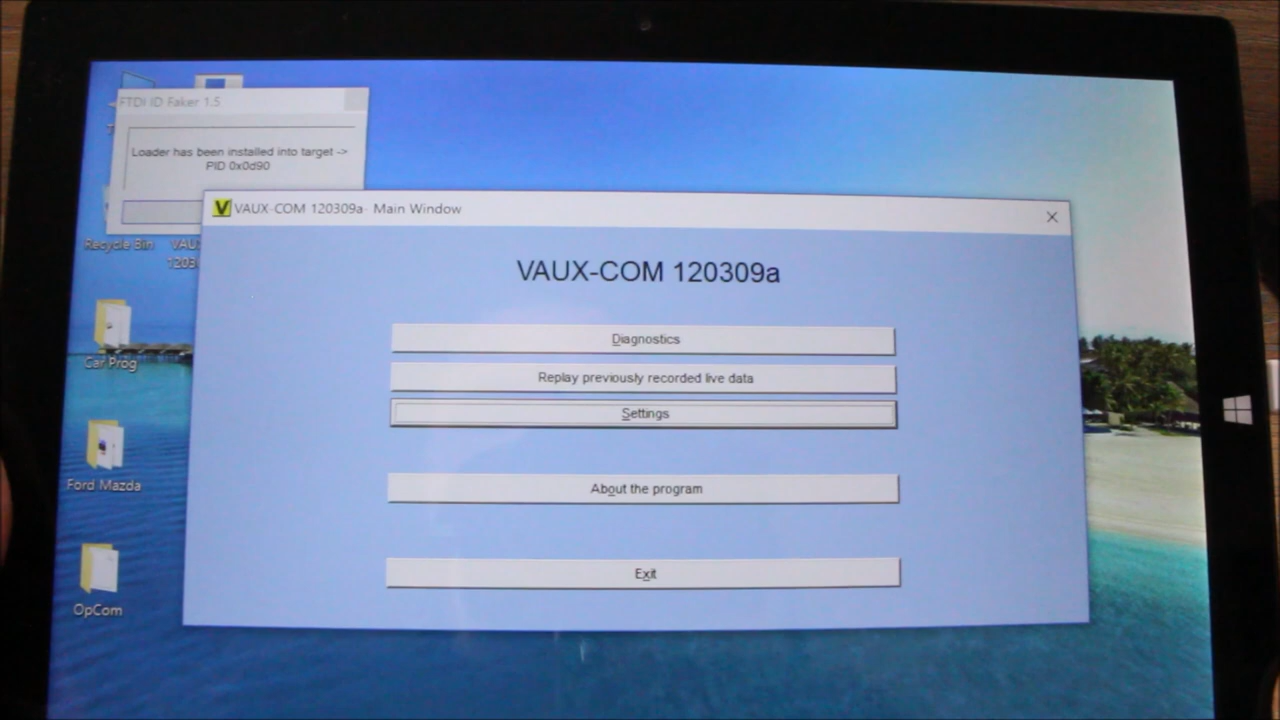 FTDI ID Faker 1.5
Loader has been installed into target ->
PID 0x0d90
VAUX-COM 120309a- Main Window
VAUX-COM 120309a
Diagnostics
Replay previously recorded live data
Settings
About the program
Exit
Recycle Bin
VAU
1203
Car Prog
Ford Mazda
OpCom